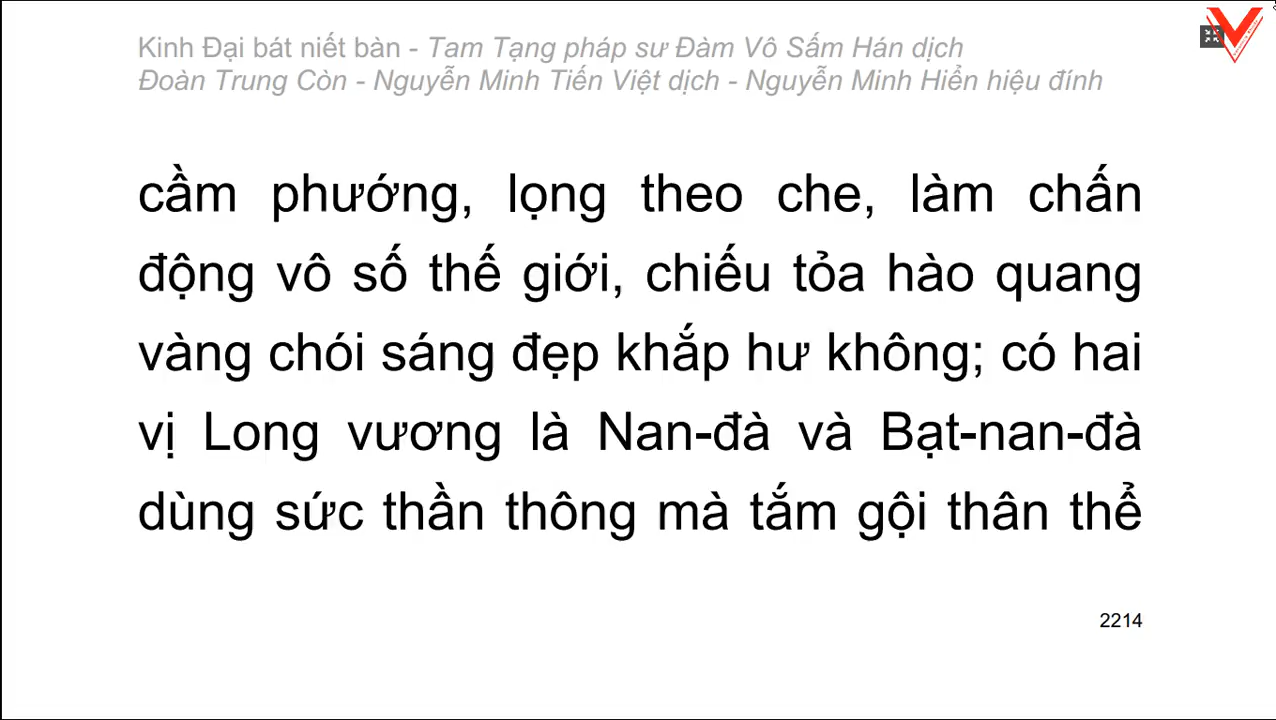 Kinh Đại bát niết bàn - Tam Tạng pháp sư Đàm Vô Sấm Hán dịch
Đoàn Trung Còn - Nguyễn Minh Tiến Việt dịch - Nguyễn Minh Hiển hiệu đính
cầm phướng, lọng theo che, làm chấn
động vô số thế giới, chiếu tỏa hào quang
vàng chói sáng đẹp khắp hư không; có hai
vị Long vương là Nan-đà và Bạt-nan-đà
dùng sức thần thông mà tắm gội thân thể
2214